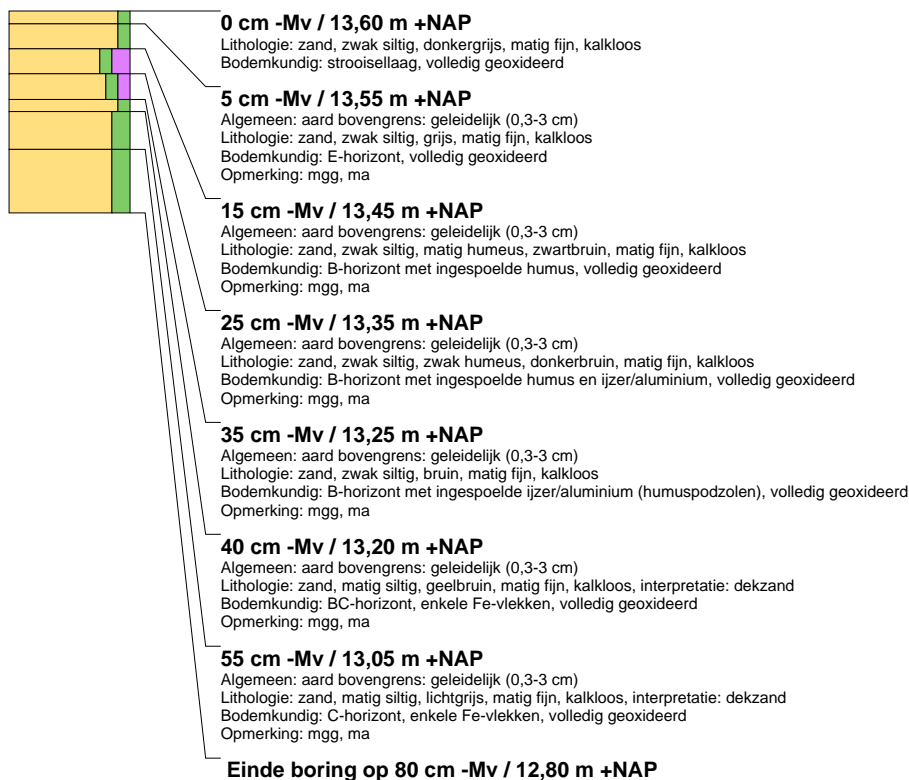 0 cm -Mv / 13,60 m +NAP
Lithologie: zand, zwak siltig, donkergrijs, matig fijn, kalkloos
Bodemkundig: strooisellaag, volledig geoxideerd
5 cm -Mv / 13,55 m +NAP
Algemeen: aard bovengrens: geleidelijk (0,3-3 cm)
Lithologie: zand, zwak siltig, grijs, matig fijn, kalkloos
Bodemkundig: E-horizont, volledig geoxideerd
Opmerking: mgg, ma
15 cm -Mv / 13,45 m +NAP
Algemeen: aard bovengrens: geleidelijk (0,3-3 cm)
Lithologie: zand, zwak siltig, matig humeus, zwartbruin, matig fijn, kalkloos
Bodemkundig: B-horizont met ingespoelde humus, volledig geoxideerd
Opmerking: mgg, ma
25 cm -Mv / 13,35 m +NAP
Algemeen: aard bovengrens: geleidelijk (0,3-3 cm)
Lithologie: zand, zwak siltig, zwak humeus, donkerbruin, matig fijn, kalkloos
Bodemkundig: B-horizont met ingespoelde humus en ijzer/aluminium, volledig geoxideerd
Opmerking: mgg, ma
35 cm -Mv / 13,25 m +NAP
Algemeen: aard bovengrens: geleidelijk (0,3-3 cm)
Lithologie: zand, zwak siltig, bruin, matig fijn, kalkloos
Bodemkundig: B-horizont met ingespoelde ijzer/aluminium (humuspodzolen), volledig geoxideerd
Opmerking: mgg, ma
40 cm -Mv / 13,20 m +NAP
Algemeen: aard bovengrens: geleidelijk (0,3-3 cm)
Lithologie: zand, matig siltig, geelbruin, matig fijn, kalkloos, interpretatie: dekzand
Bodemkundig: BC-horizont, enkele Fe-vlekken, volledig geoxideerd
Opmerking: mgg, ma
55 cm -Mv / 13,05 m +NAP
Algemeen: aard bovengrens: geleidelijk (0,3-3 cm)
Lithologie: zand, matig siltig, lichtgrijs, matig fijn, kalkloos, interpretatie: dekzand
Bodemkundig: C-horizont, enkele Fe-vlekken, volledig geoxideerd
Opmerking: mgg, ma
Einde boring op 80 cm -Mv / 12,80 m +NAP